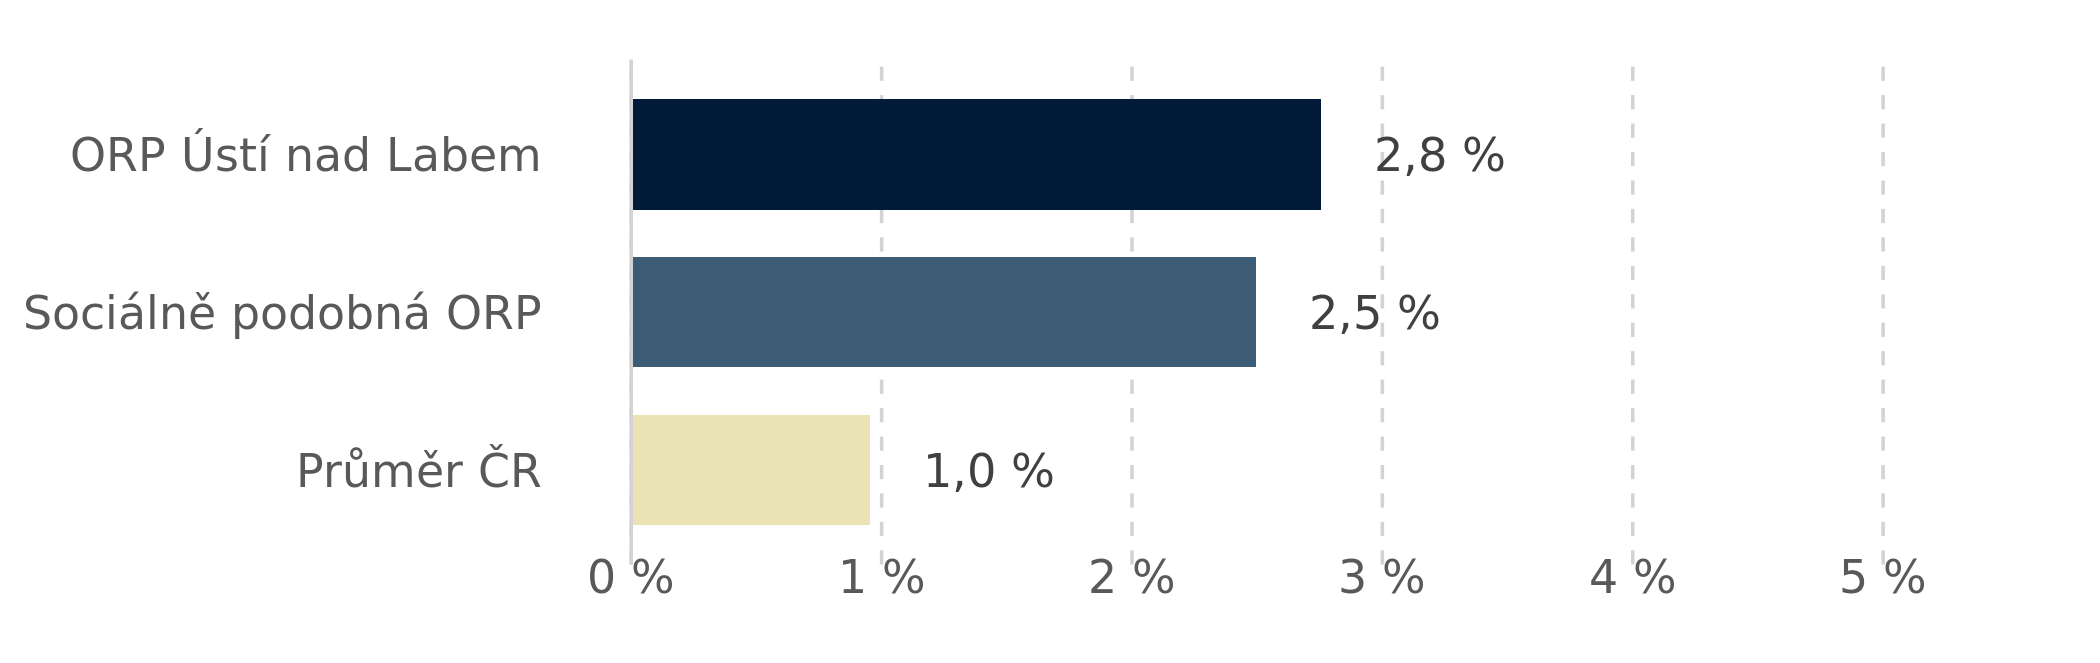 ORP Ústí nad Labem 2,8 %
Sociálně podobná ORP 2,5 %
Průměr ČR 1,0 %
0 % 1 % 2 % 3 % 4 % 5 %